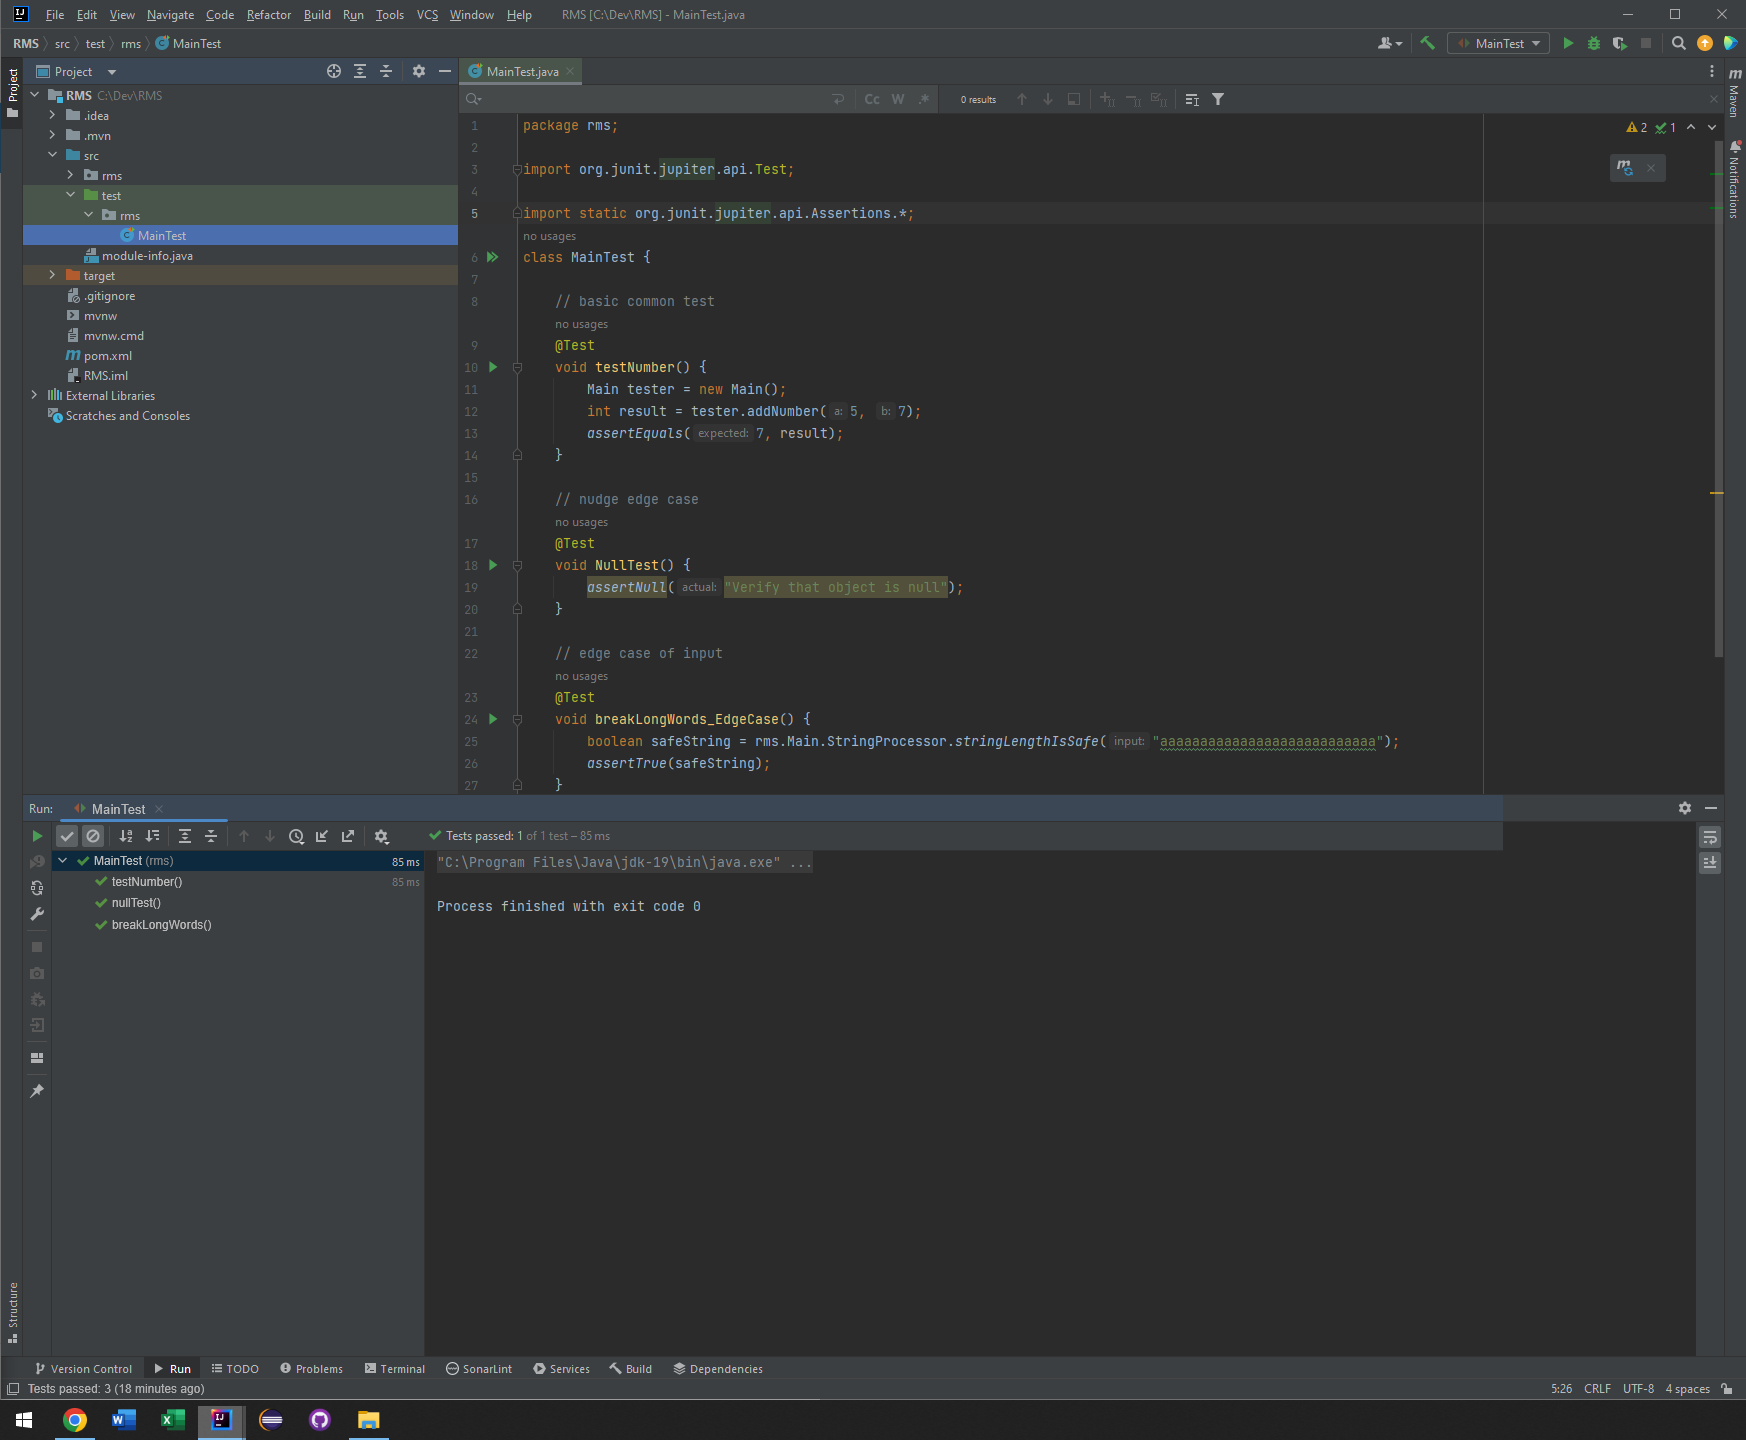 File Edit View Navigate Code Refactor Build Run Tools VCS Window Help RMS [C:\Dev\RMS] - MainTest.java
RMS src test rms MainTest
MainTest
Project
MainTest.java
Project
RMS C:\Dev\RMS
.idea
.mvn
src
rms
test
rms
MainTest
module-info.java
target
.gitignore
mvnw
mvnw.cmd
pom.xml
RMS.iml
External Libraries
Scratches and Consoles
Cc W .* 0 results
2 1
1 package rms;
2
3 import org.junit.jupiter.api.Test;
4
5 import static org.junit.jupiter.api.Assertions.*;
no usages
6 class MainTest {
7
8 // basic common test
no usages
9 @Test
10 void testNumber() {
11 Main tester = new Main();
12 int result = tester.addNumber( a: 5, b: 7);
13 assertEquals( expected: 7, result);
14 }
15
16 // nudge edge case
no usages
17 @Test
18 void NullTest() {
19 assertNull( actual: "Verify that object is null");
20 }
21
22 // edge case of input
no usages
23 @Test
24 void breakLongWords_EdgeCase() {
25 boolean safeString = rms.Main.StringProcessor.stringLengthIsSafe( input: "aaaaaaaaaaaaaaaaaaaaaaaaaaa");
26 assertTrue(safeString);
27 }
Maven
Notifications
Run: MainTest
Tests passed: 1 of 1 test – 85 ms
MainTest (rms) 85 ms
testNumber() 85 ms
nullTest()
breakLongWords()
"C:\Program Files\Java\jdk-19\bin\java.exe" ...
Process finished with exit code 0
Structure
Version Control Run TODO Problems Terminal SonarLint Services Build Dependencies
Tests passed: 3 (18 minutes ago) 5:26 CRLF UTF-8 4 spaces